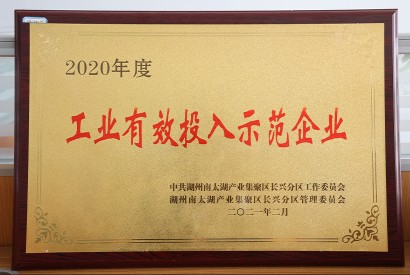 2020年度
工业有效投入示范企业
中共湖州南太湖产业集聚区长兴分区工作委员会
湖州南太湖产业集聚区长兴分区管理委员会
二〇二一年二月